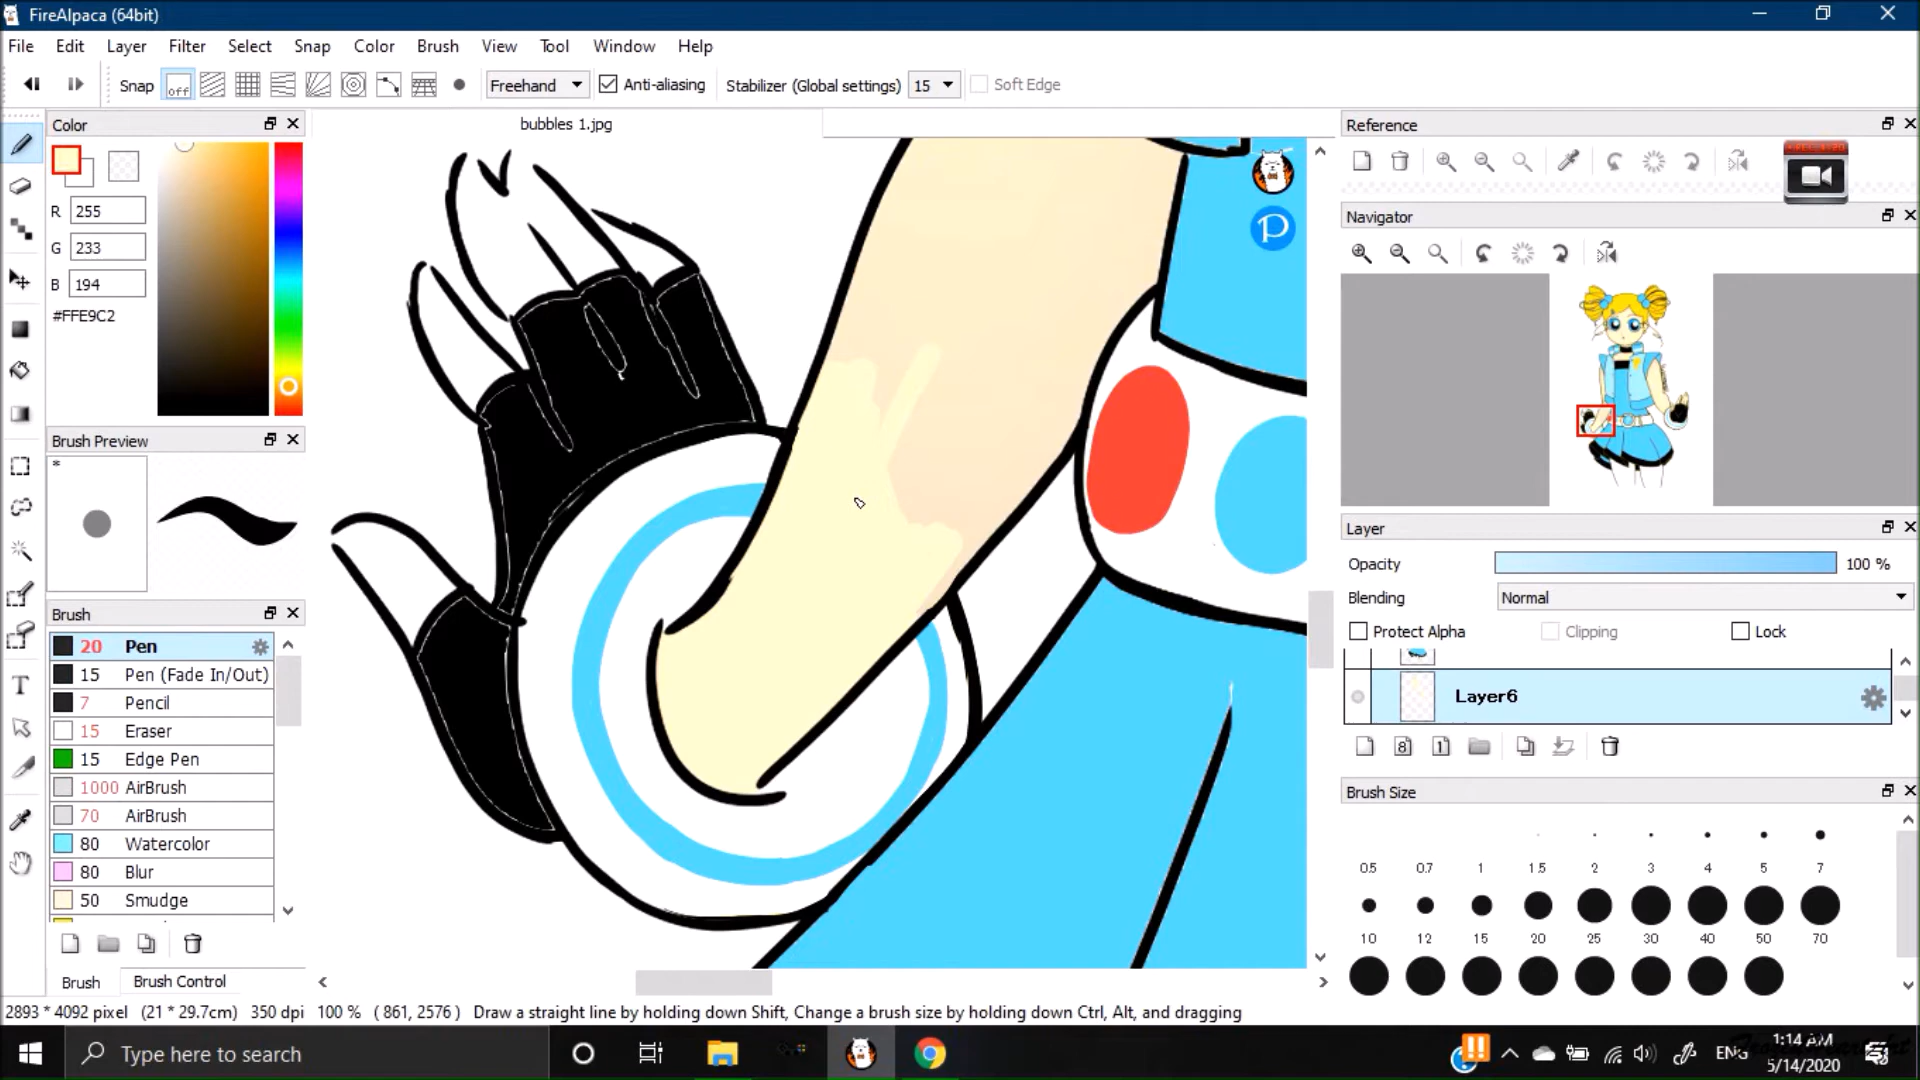 FireAlpaca (64bit)
File Edit Layer Filter Select Snap Color Brush View Tool Window Help
Snap off Freehand Anti-aliasing Stabilizer (Global settings) 15 Soft Edge
Color
bubbles 1.jpg
Reference
R 255
G 233
B 194
#FFE9C2
P
Navigator
Brush Preview
*
Layer
Opacity 100 %
Blending Normal
Protect Alpha Clipping Lock
Layer6
8 1
Brush
20 Pen
15 Pen (Fade In/Out)
7 Pencil
15 Eraser
15 Edge Pen
1000 AirBrush
70 AirBrush
80 Watercolor
80 Blur
50 Smudge
Brush Size
0.5 0.7 1 1.5 2 3 4 5 7
10 12 15 20 25 30 40 50 70
Brush Brush Control
2893 * 4092 pixel (21 * 29.7cm) 350 dpi 100 % ( 861, 2576 ) Draw a straight line by holding down Shift, Change a brush size by holding down Ctrl, Alt, and dragging
T
Type here to search
ENG
1:14 AM
5/14/2020